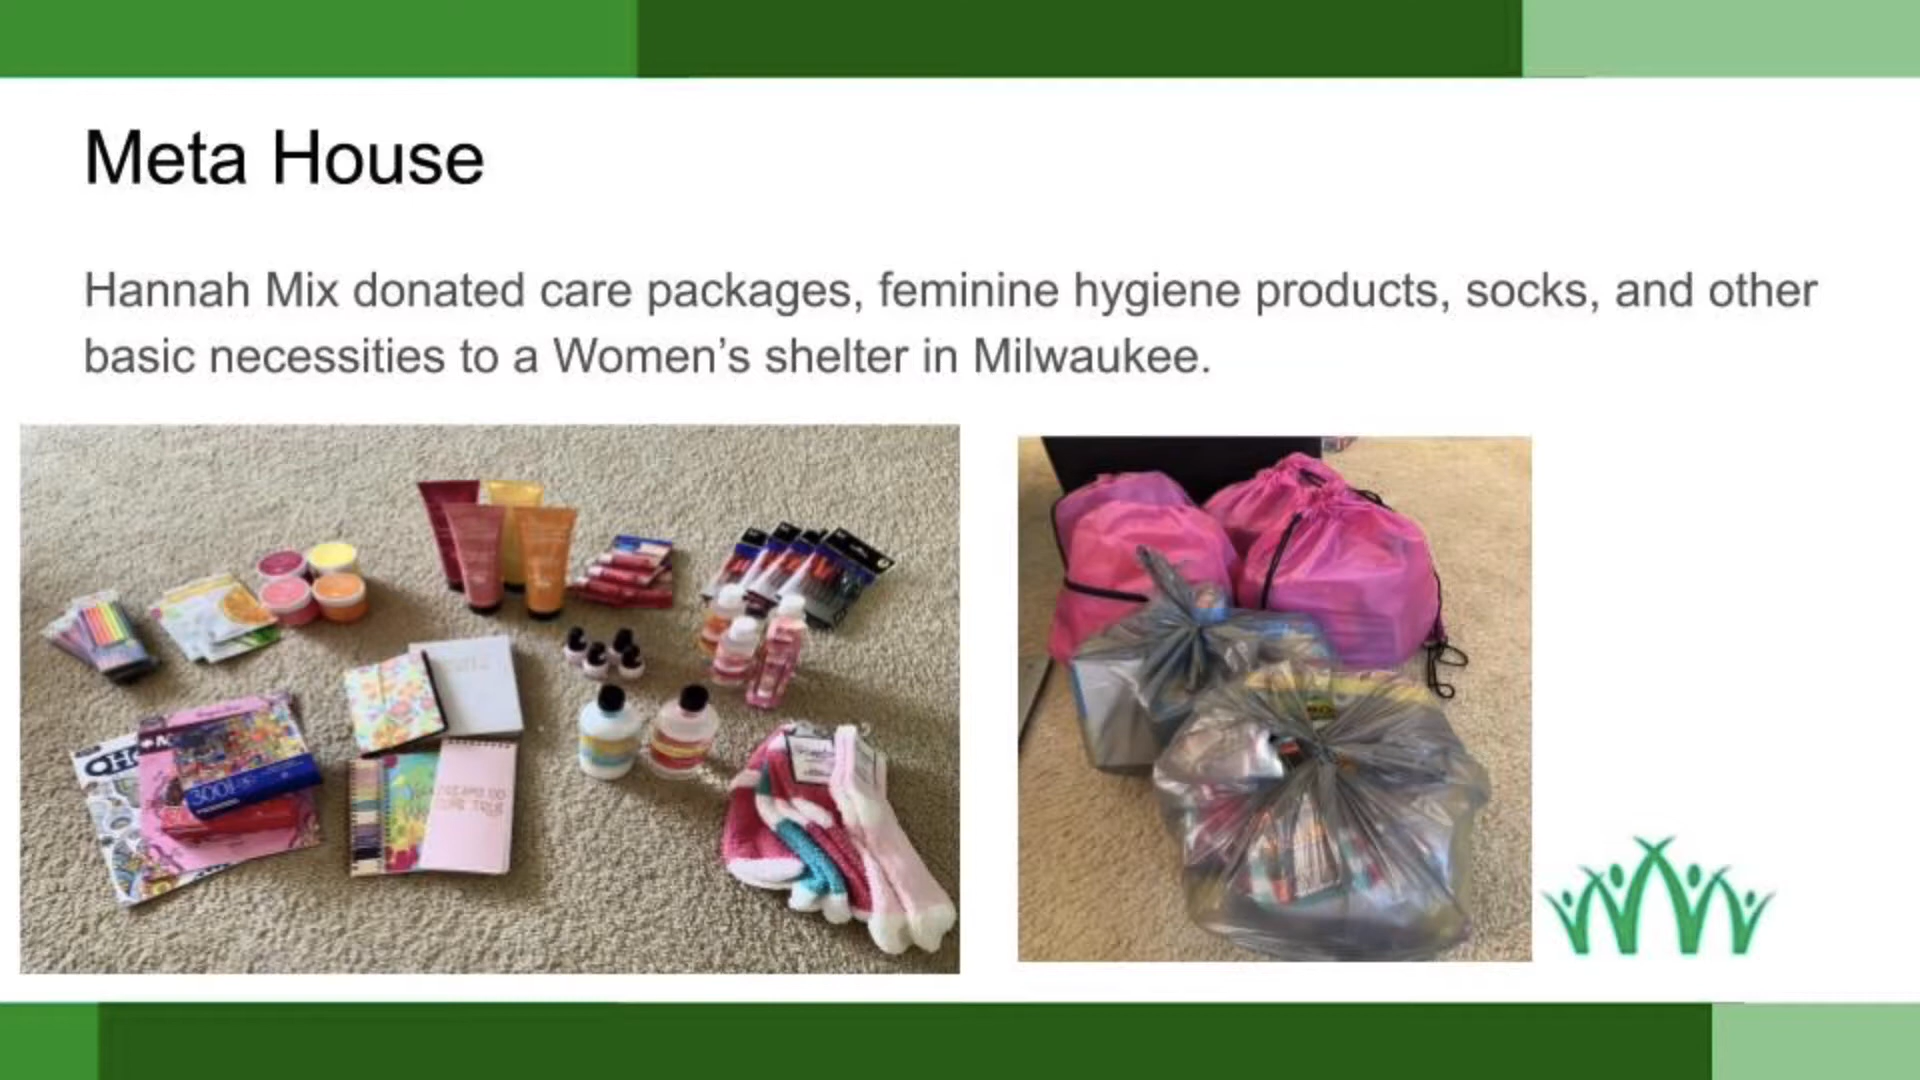 Meta House
Hannah Mix donated care packages, feminine hygiene products, socks, and other
basic necessities to a Women’s shelter in Milwaukee.
300